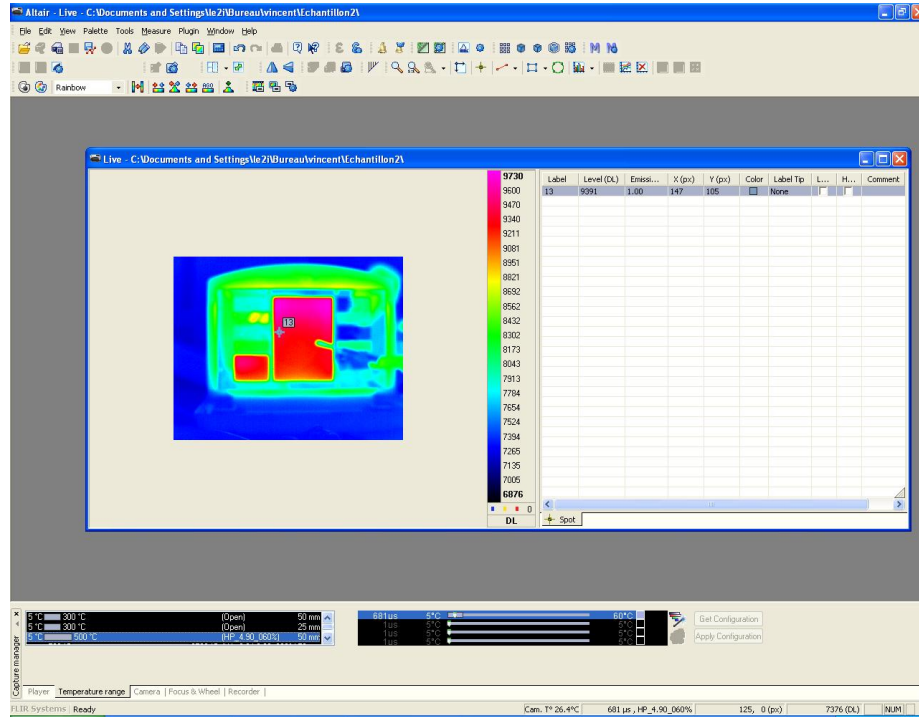 Altair - Live - C:\Documents and Settings\le2i\Bureau\vincent\Echantillon2\
File Edit View Palette Tools Measure Plugin Window Help
Rainbow
Live - C:\Documents and Settings\le2i\Bureau\vincent\Echantillon2\
Label Level (DL) Emissi... X (px) Y (px) Color Label Tip L... H... Comment
13 9391 1.00 147 105 None
9730
9600
9470
9340
9211
9081
8951
8821
8692
8562
8432
8302
8173
8043
7913
7784
7654
7524
7394
7265
7135
7005
6876
0
DL
13
Spot
Capture manager
5 °C 300 °C (Open) 50 mm
5 °C 300 °C (Open) 25 mm
5 °C 500 °C (HP_4.90_060%) 50 mm
681us 5°C 60°C
1us 5°C 5°C
1us 5°C 5°C
1us 5°C 5°C
Get Configuration
Apply Configuration
Player Temperature range Camera Focus & Wheel Recorder
FLIR Systems Ready Cam. T° 26.4°C 681 µs , HP_4.90_060% 125, 0 (px) 7376 (DL) NUM